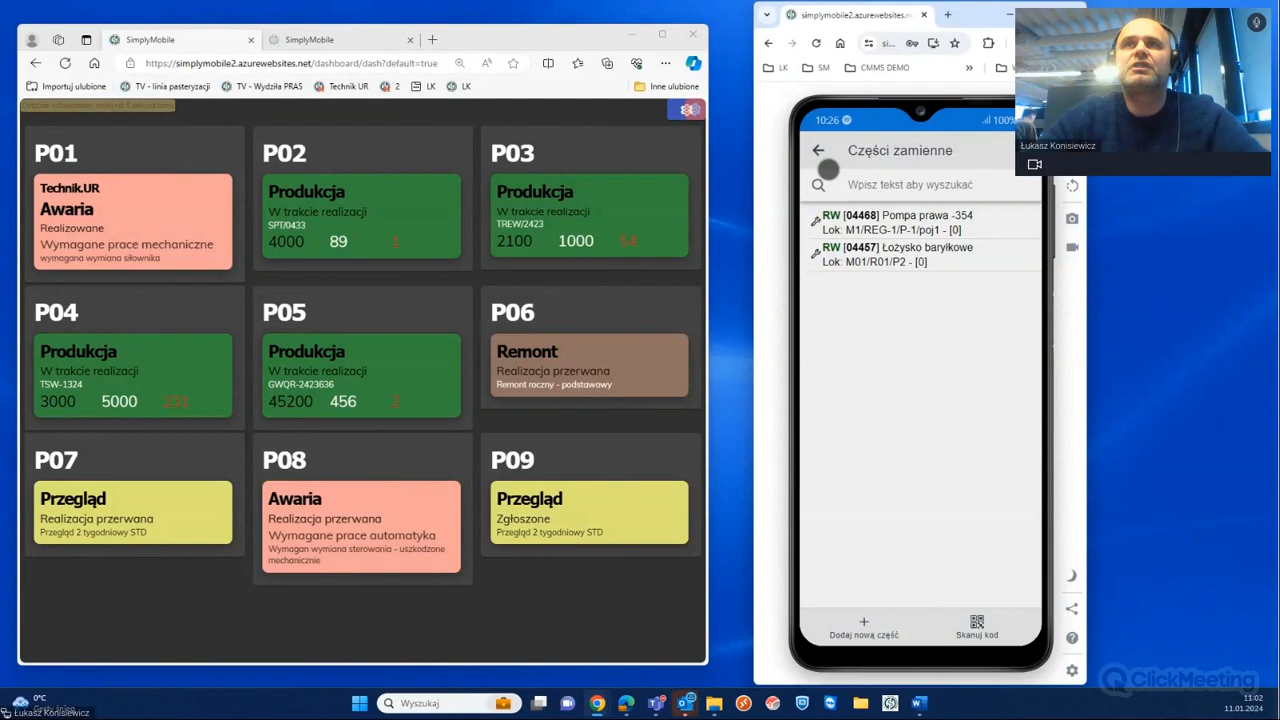 SimplyMobile
SimplyMobile
https://simplymobile2.azurewebsites.net/dashboard/dash?default=true
Importuj ulubione
TV - linia pasteryzacji
TV - Wydziła PRAS
Technik UR
2
LK
LK
Inne ulubione
P01
Technik.UR
Awaria
Realizowane
Wymagane prace mechaniczne
wymagana wymiana siłownika
P02
Produkcja
W trakcie realizacji
SPT/0433
4000 89 1
P03
Produkcja
W trakcie realizacji
TREW/2423
2100 1000 54
P04
Produkcja
W trakcie realizacji
TSW-1324
3000 5000 231
P05
Produkcja
W trakcie realizacji
GWQR-2423636
45200 456 2
P06
Remont
Realizacja przerwana
Remont roczny - podstawowy
P07
Przegląd
Realizacja przerwana
Przegląd 2 tygodniowy STD
P08
Awaria
Realizacja przerwana
Wymagane prace automatyka
Wymagan wymiana sterowania - uszkodzone
mechanicznie
P09
Przegląd
Zgłoszone
Przegląd 2 tygodniowy STD
simplymobile2.azurewebsites.ne
si...
LK
SM
CMMS DEMO
»
10:26
100%
Części zamienne
Wpisz tekst aby wyszukać
RW [04468] Pompa prawa -354
Lok: M1/REG-1/P-1/poj1 - [0]
RW [04457] Łożysko baryłkowe
Lok: M01/R01/P2 - [0]
Dodaj nową część
Skanuj kod
Łukasz Konisiewicz
ClickMeeting
0°C
Łukasz Konisiewicz
Wyszukaj
11:02
11.01.2024